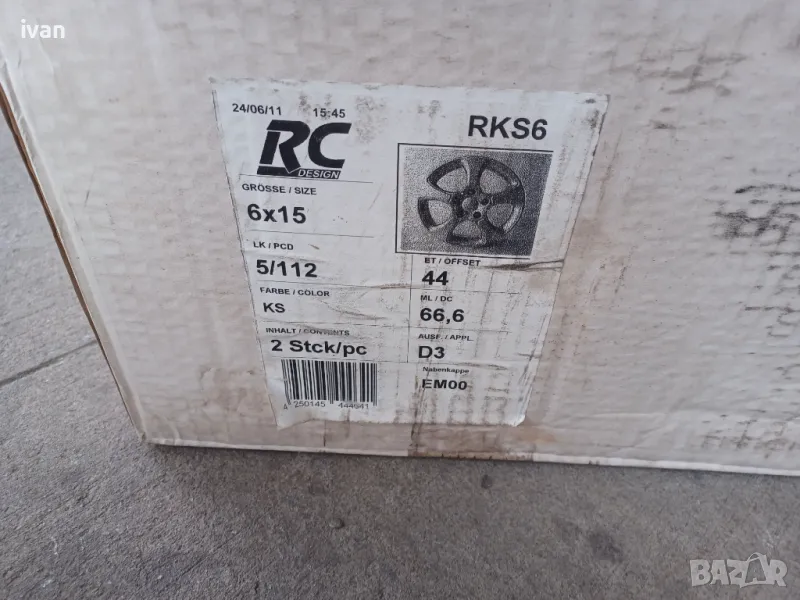 ivan
24/06/11 15:45
RC
DESIGN
RKS6
GRÖSSE / SIZE
6x15
LK / PCD
5/112
ET / OFFSET
44
FARBE / COLOR
KS
ML / DC
66,6
INHALT / CONTENTS
2 Stck/pc
AUSF. / APPL.
D3
Nabenkappe
EM00
4 250145 444641
BAZAR